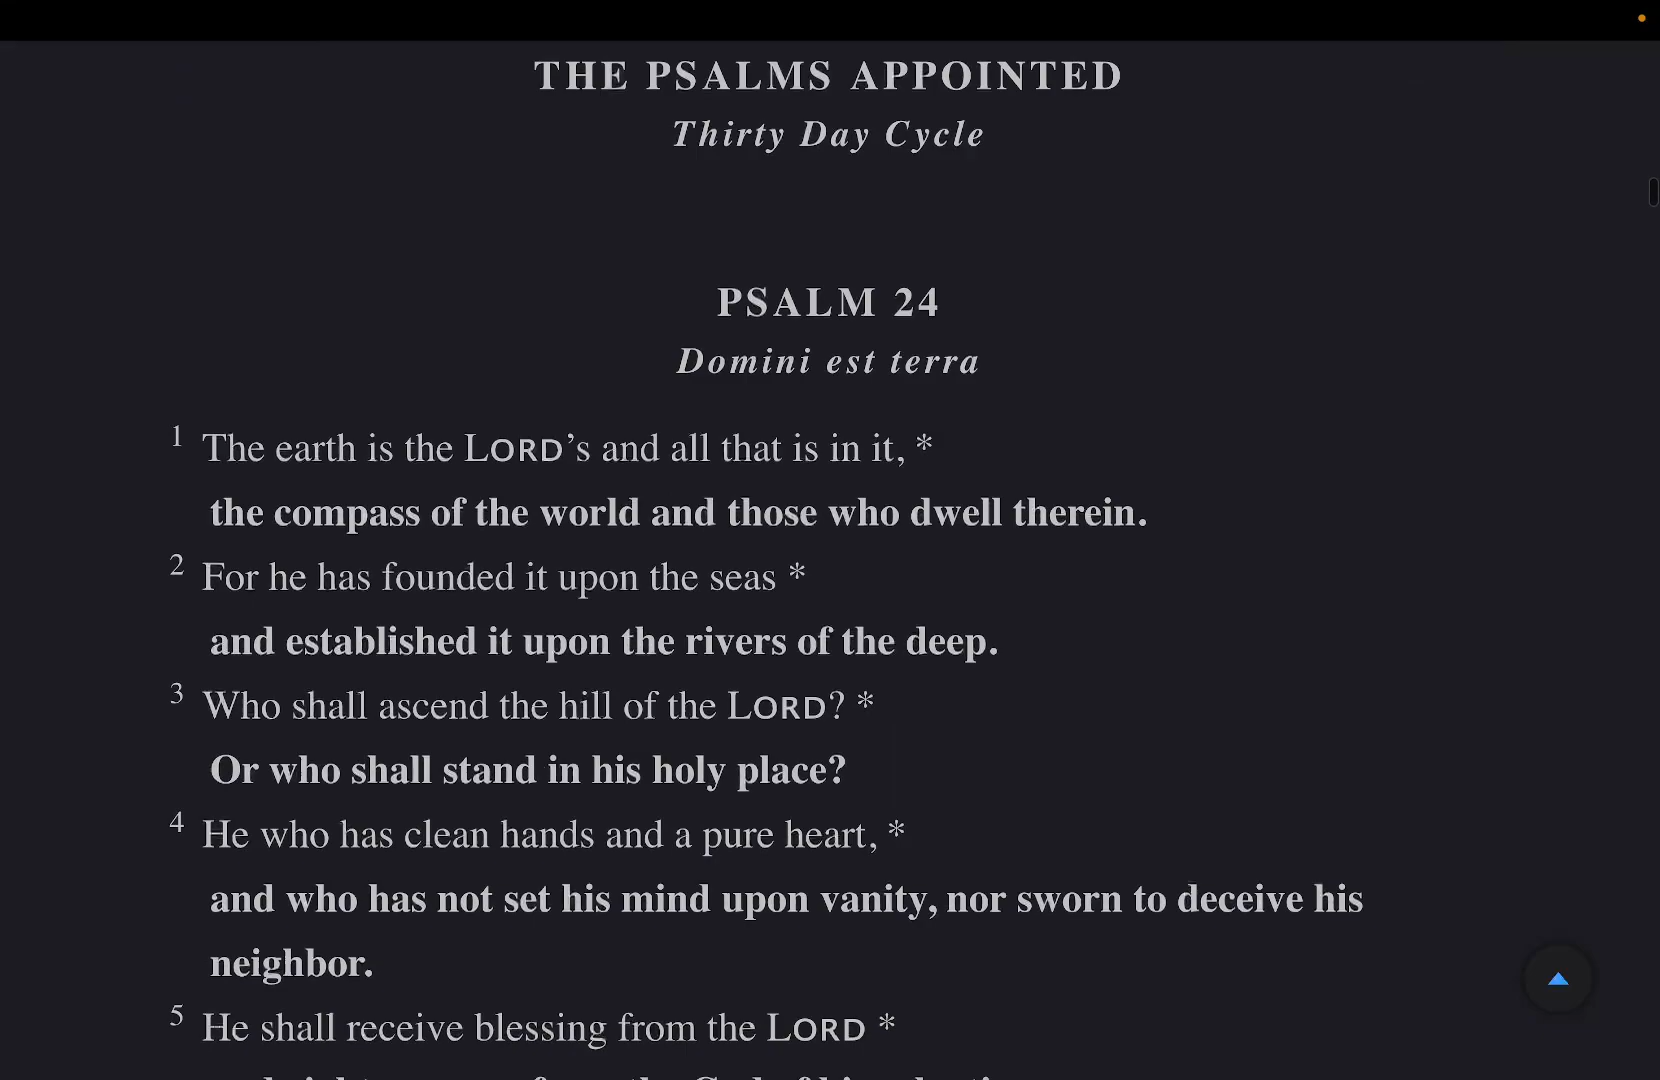 THE PSALMS APPOINTED
Thirty Day Cycle
PSALM 24
Domini est terra
1 The earth is the LORD’s and all that is in it, *
the compass of the world and those who dwell therein.
2 For he has founded it upon the seas *
and established it upon the rivers of the deep.
3 Who shall ascend the hill of the LORD? *
Or who shall stand in his holy place?
4 He who has clean hands and a pure heart, *
and who has not set his mind upon vanity, nor sworn to deceive his
neighbor.
5 He shall receive blessing from the LORD *